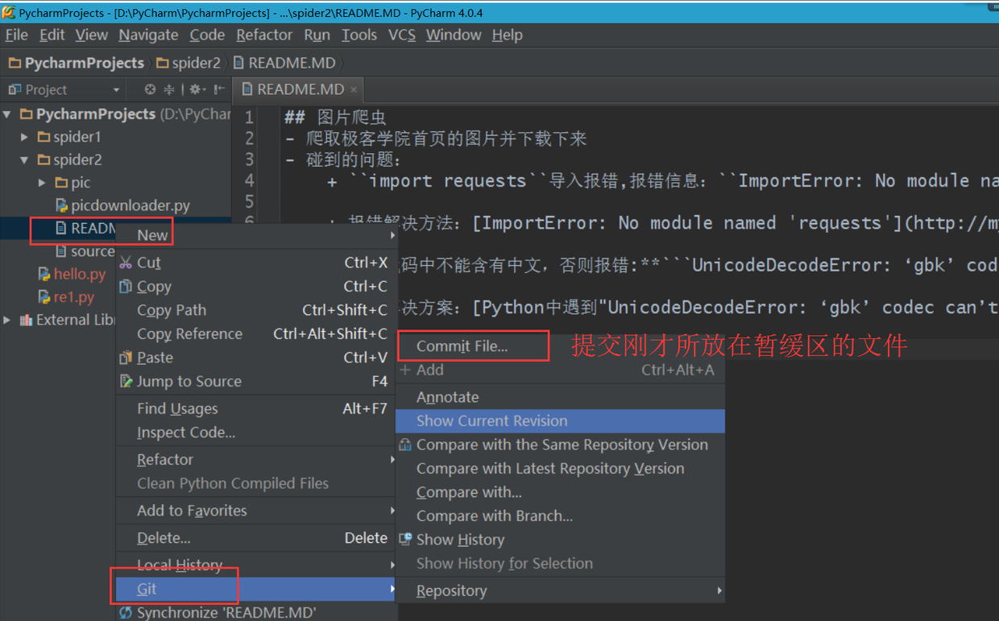 PycharmProjects - [D:\PyCharm\PycharmProjects] - ...\spider2\README.MD - PyCharm 4.0.4
File Edit View Navigate Code Refactor Run Tools VCS Window Help
PycharmProjects spider2 README.MD
Project README.MD ×
PycharmProjects (D:\PyChar
spider1
spider2
pic
picdownloader.py
READM
source
hello.py
re1.py
External Lib
1 ## 图片爬虫
2 - 爬取极客学院首页的图片并下载下来
3 - 碰到的问题：
4 + ``import requests``导入报错,报错信息： ``ImportError: No module na
5
6 + 报错解决方法：[ImportError: No module named 'requests'](http://my
码中不能含有中文，否则报错:**```UnicodeDecodeError: ‘gbk’ cod
决方案：[Python中遇到"UnicodeDecodeError: ‘gbk’ codec can’t
New
Cut Ctrl+X
Copy Ctrl+C
Copy Path Ctrl+Shift+C
Copy Reference Ctrl+Alt+Shift+C
Paste Ctrl+V
Jump to Source F4
Find Usages Alt+F7
Inspect Code...
Refactor
Clean Python Compiled Files
Add to Favorites
Delete... Delete
Local History
Git
Synchronize 'README.MD'
Commit File... 提交刚才所放在暂缓区的文件
+ Add Ctrl+Alt+A
Annotate
Show Current Revision
Compare with the Same Repository Version
Compare with Latest Repository Version
Compare with...
Compare with Branch...
Show History
Show History for Selection
Repository